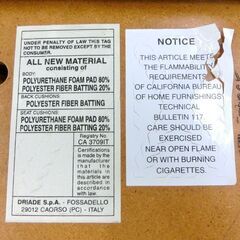 UNDER PENALTY OF LAW THIS TAG
NOT TO BE REMOVED EXCEPT BY THE
CONSUMER.
ALL NEW MATERIAL
consisting of
BODY:
POLYURETHANE FOAM PAD 80%
POLYESTER FIBER BATTING 20%
BACK CUSHIONS:
POLYESTER FIBER BATTING
SEAT CUSHIONS:
POLYURETHANE FOAM PAD 80%
POLYESTER FIBER BATTING 20%
Registry No.
CA 3709IT
Certification is made
by the manufacturer
that the materials in
this article are
described in
accordance with law.
DRIADE S.p.A. - FOSSADELLO
29012 CAORSO (PC) - ITALY
NOTICE
THIS ARTICLE MEETS
THE FLAMMABILITY
REQUIREMENTS
OF CALIFORNIA BUREAU
OF HOME FURNISHINGS
TECHNICAL
BULLETIN 117.
CARE SHOULD BE
EXERCISED
NEAR OPEN FLAME
OR WITH BURNING
CIGARETTES.